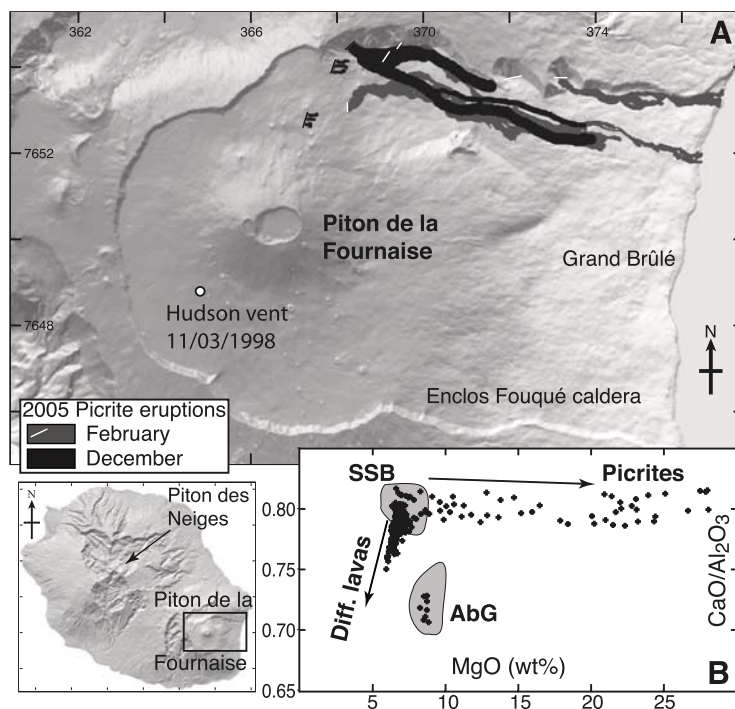 362
366
370
374
A
7652
7648
Piton de la
Fournaise
Grand Brûlé
Hudson vent
11/03/1998
N
Enclos Fouqué caldera
2005 Picrite eruptions
February
December
N
Piton des
Neiges
Piton de la
Fournaise
SSB
Picrites
Diff. lavas
AbG
0.80
0.75
0.70
0.65
CaO/Al₂O₃
MgO (wt%)
B
5
10
15
20
25